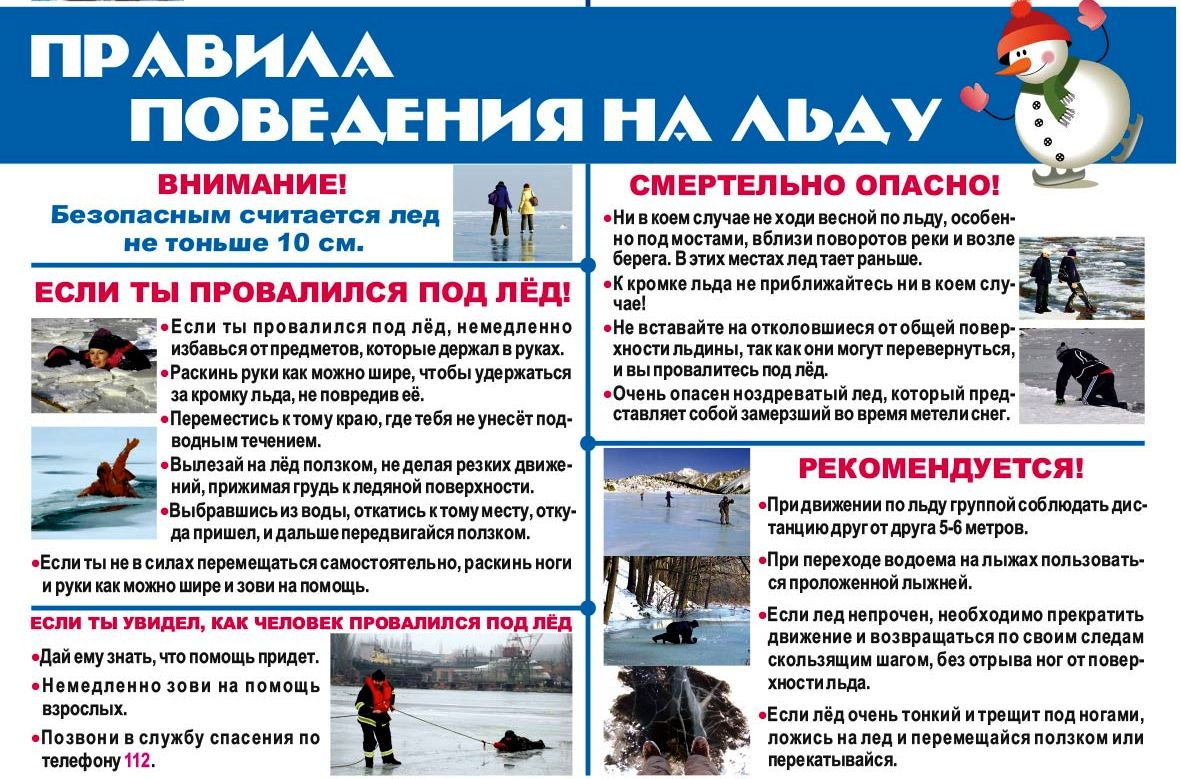 ПРАВИЛА
ПОВЕДЕНИЯ НА ЛЬДУ
ВНИМАНИЕ!
Безопасным считается лед
не тоньше 10 см.
ЕСЛИ ТЫ ПРОВАЛИЛСЯ ПОД ЛЁД!
•Если ты провалился под лёд, немедленно
избавься от предметов, которые держал в руках.
•Раскинь руки как можно шире, чтобы удержаться
за кромку льда, не повредив её.
•Переместись к тому краю, где тебя не унесёт под-
водным течением.
•Вылезай на лёд ползком, не делая резких движе-
ний, прижимая грудь к ледяной поверхности.
•Выбравшись из воды, откатись к тому месту, отку-
да пришел, и дальше передвигайся ползком.
•Если ты не в силах перемещаться самостоятельно, раскинь ноги
и руки как можно шире и зови на помощь.
ЕСЛИ ТЫ УВИДЕЛ, КАК ЧЕЛОВЕК ПРОВАЛИЛСЯ ПОД ЛЁД
•Дай ему знать, что помощь придет.
•Немедленно зови на помощь
взрослых.
•Позвони в службу спасения по
телефону 112.
СМЕРТЕЛЬНО ОПАСНО!
•Ни в коем случае не ходи весной по льду, особен-
но под мостами, вблизи поворотов реки и возле
берега. В этих местах лед тает раньше.
•К кромке льда не приближайтесь ни в коем слу-
чае!
•Не вставайте на отколовшиеся от общей повер-
хности льдины, так как они могут перевернуться,
и вы провалитесь под лёд.
•Очень опасен ноздреватый лед, который пред-
ставляет собой замерзший во время метели снег.
РЕКОМЕНДУЕТСЯ!
•При движении по льду группой соблюдать дис-
танцию друг от друга 5-6 метров.
•При переходе водоема на лыжах пользовать-
ся проложенной лыжней.
•Если лед непрочен, необходимо прекратить
движение и возвращаться по своим следам
скользящим шагом, без отрыва ног от повер-
хности льда.
•Если лёд очень тонкий и трещит под ногами,
ложись на лед и перемещайся ползком или
перекатывайся.